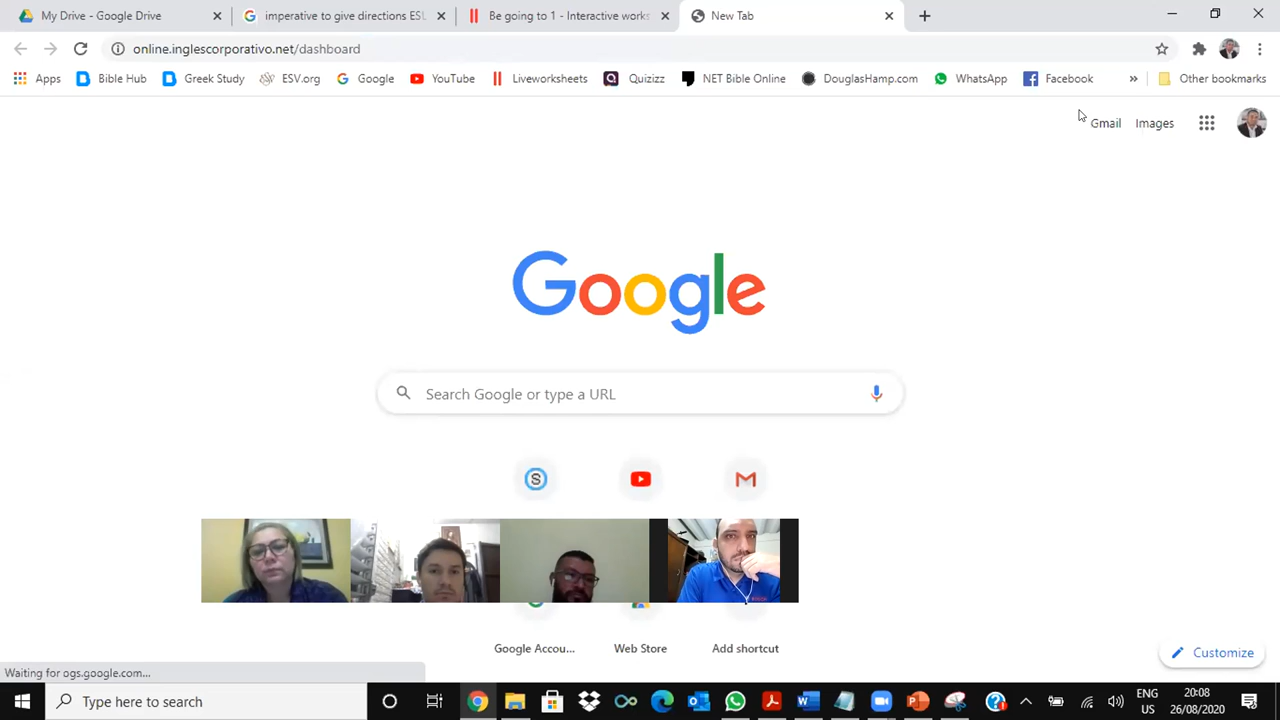 My Drive - Google Drive
imperative to give directions ESL
Be going to 1 - Interactive works
New Tab
online.inglescorporativo.net/dashboard
Apps
Bible Hub
Greek Study
ESV.org
Google
YouTube
Liveworksheets
Quizizz
NET Bible Online
DouglasHamp.com
WhatsApp
Facebook
»
Other bookmarks
Gmail
Images
Google
Search Google or type a URL
Google Accou...
Web Store
Add shortcut
Customize
Waiting for ogs.google.com...
Type here to search
ENG
US
20:08
26/08/2020